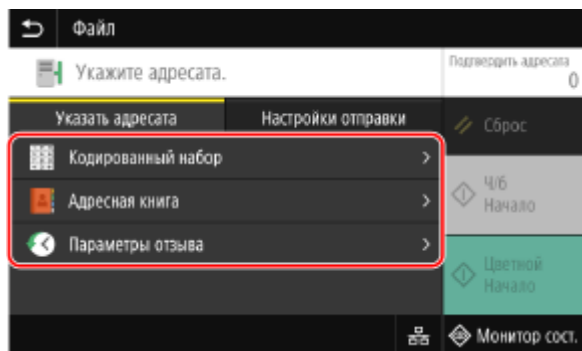 Файл
Укажите адресата.
Подтвердить адресата
0
Указать адресата
Настройки отправки
Сброс
Кодированный набор
Адресная книга
Параметры отзыва
Ч/б
Начало
Цветной
Начало
Монитор сост.